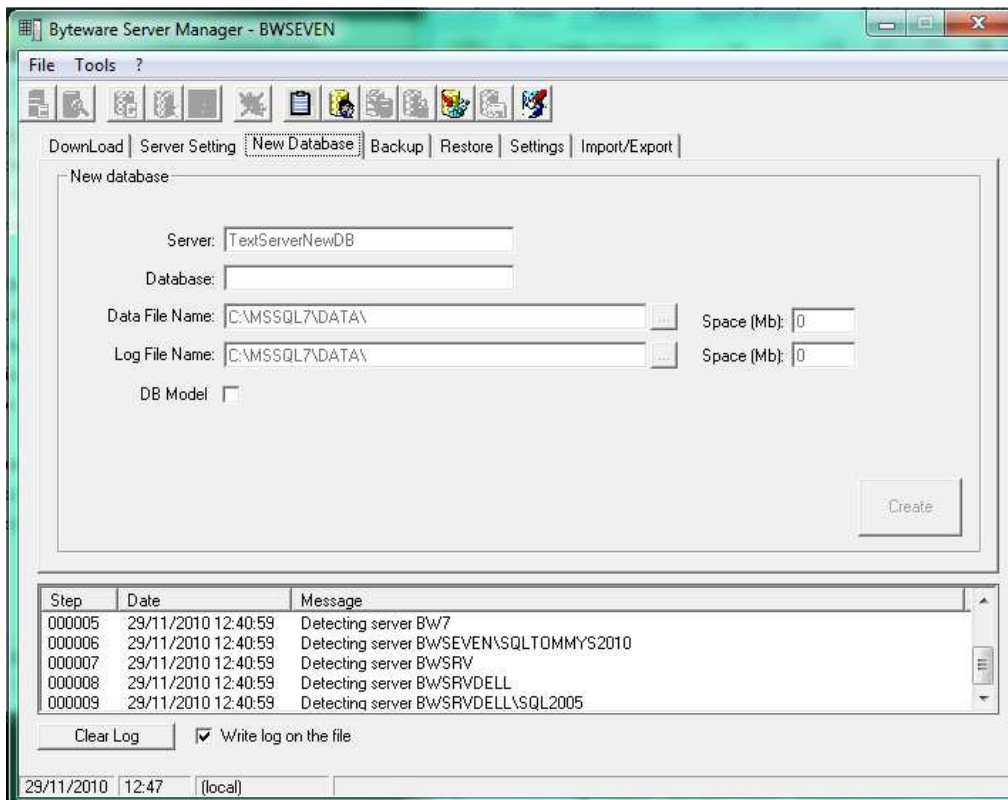 Byteware Server Manager - BWSEVEN
File Tools ?
DownLoad Server Setting New Database Backup Restore Settings Import/Export
New database
Server: TextServerNewDB
Database:
Data File Name: C:\MSSQL7\DATA\ ... Space (Mb): 0
Log File Name: C:\MSSQL7\DATA\ ... Space (Mb): 0
DB Model
Create
Step Date Message
000005 29/11/2010 12:40:59 Detecting server BW7
000006 29/11/2010 12:40:59 Detecting server BWSEVEN\SQLTOMMYS2010
000007 29/11/2010 12:40:59 Detecting server BWSRV
000008 29/11/2010 12:40:59 Detecting server BWSRVDELL
000009 29/11/2010 12:40:59 Detecting server BWSRVDELL\SQL2005
Clear Log Write log on the file
29/11/2010 12:47 (local)